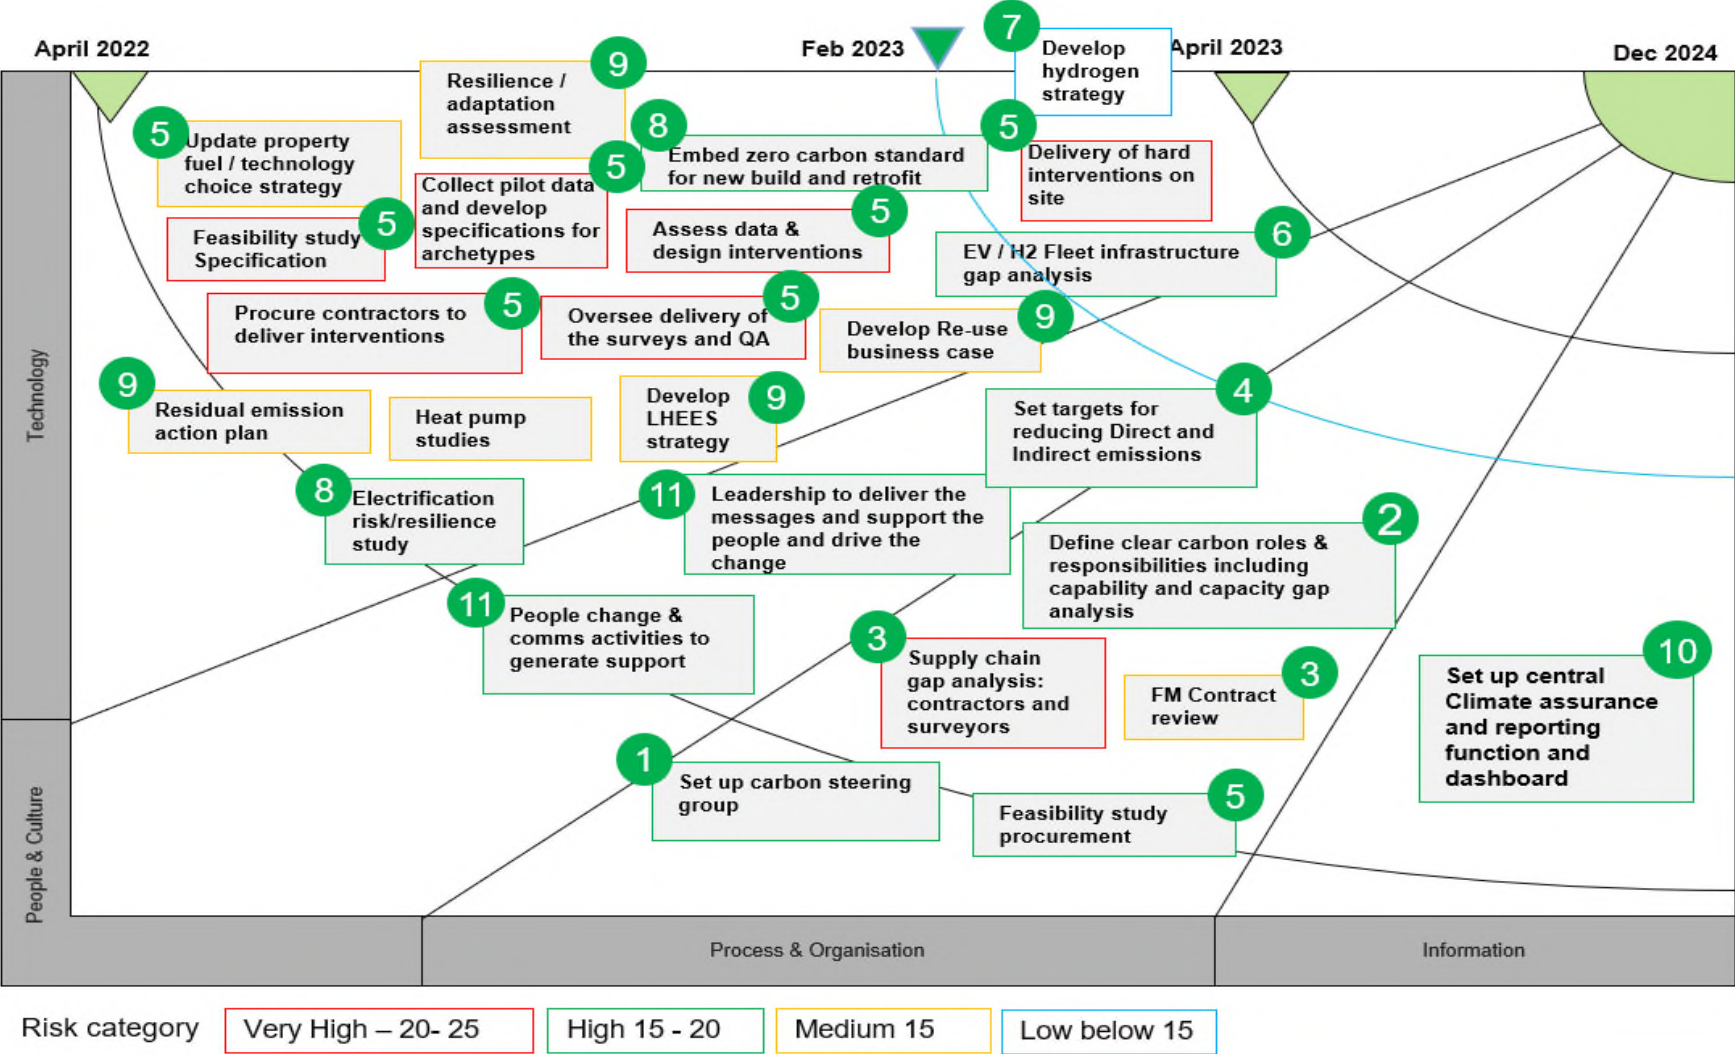 April 2022
Feb 2023
7
Develop
hydrogen
strategy
April 2023
Dec 2024
9
Resilience /
adaptation
assessment
5
Update property
fuel / technology
choice strategy
8
Embed zero carbon standard
for new build and retrofit
5
Delivery of hard
interventions on
site
5
Collect pilot data
and develop
specifications for
archetypes
5
Feasibility study
Specification
5
Assess data &
design interventions
6
EV / H2 Fleet infrastructure
gap analysis
5
Procure contractors to
deliver interventions
5
Oversee delivery of
the surveys and QA
9
Develop Re-use
business case
9
Residual emission
action plan
Heat pump
studies
9
Develop
LHEES
strategy
4
Set targets for
reducing Direct and
Indirect emissions
8
Electrification
risk/resilience
study
11
Leadership to deliver the
messages and support the
people and drive the
change
2
Define clear carbon roles &
responsibilities including
capability and capacity gap
analysis
11
People change &
comms activities to
generate support
3
Supply chain
gap analysis:
contractors and
surveyors
3
FM Contract
review
10
Set up central
Climate assurance
and reporting
function and
dashboard
1
Set up carbon steering
group
5
Feasibility study
procurement
Technology
People & Culture
Process & Organisation
Information
Risk category
Very High – 20- 25
High 15 - 20
Medium 15
Low below 15